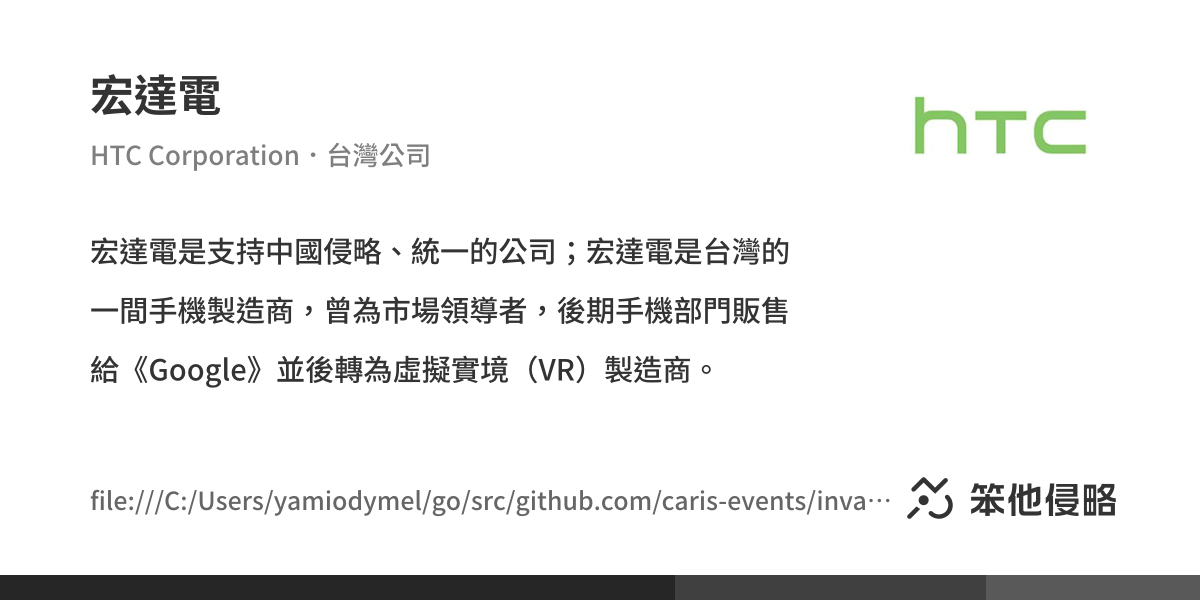 宏達電
HTC Corporation · 台灣公司
hTC
宏達電是支持中國侵略、統一的公司；宏達電是台灣的
一間手機製造商，曾為市場領導者，後期手機部門販售
給《Google》並後轉為虛擬實境（VR）製造商。
file:///C:/Users/yamiodymel/go/src/github.com/caris-events/inva…
笨他侵略